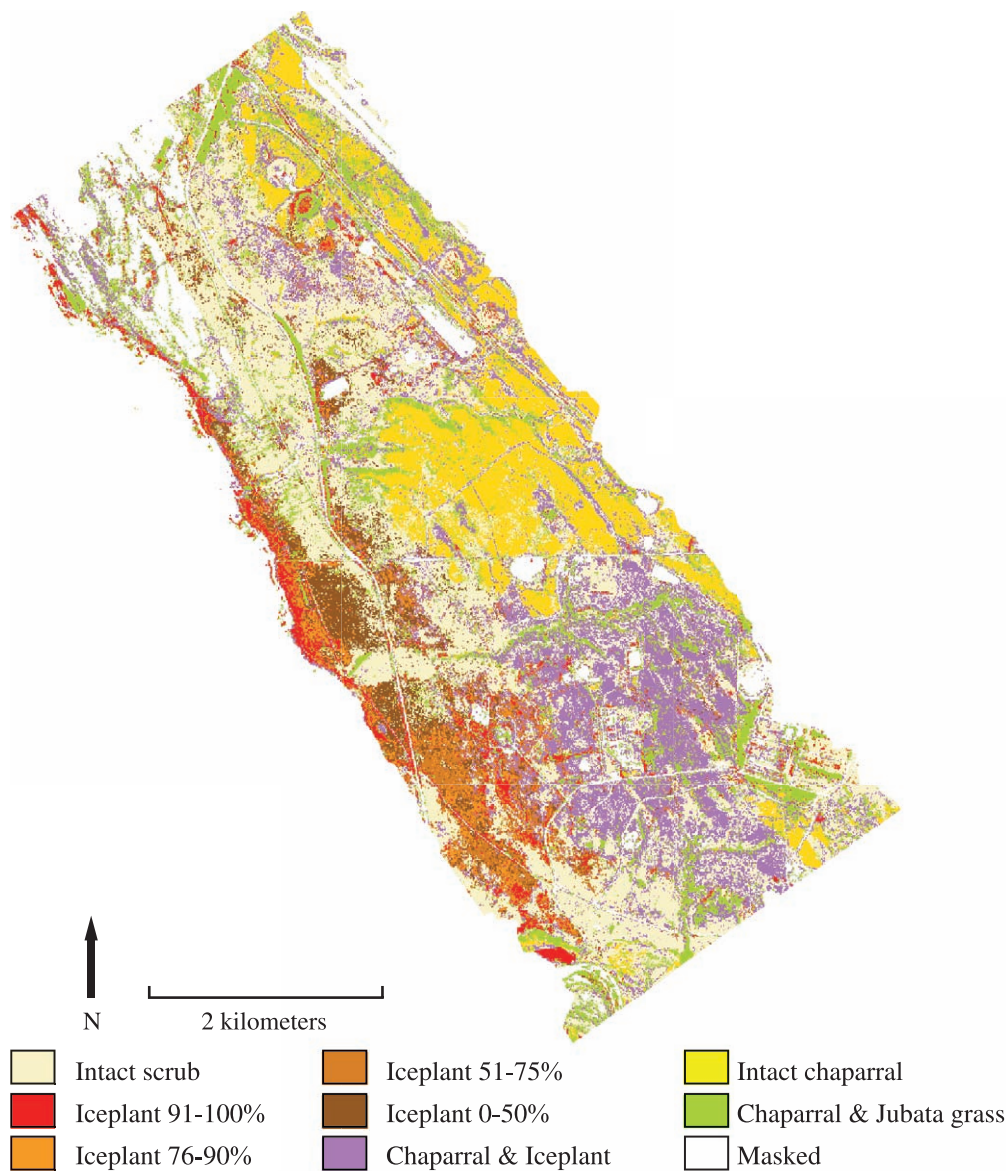 N
2 kilometers
Intact scrub
Iceplant 91-100%
Iceplant 76-90%
Iceplant 51-75%
Iceplant 0-50%
Chaparral & Iceplant
Intact chaparral
Chaparral & Jubata grass
Masked